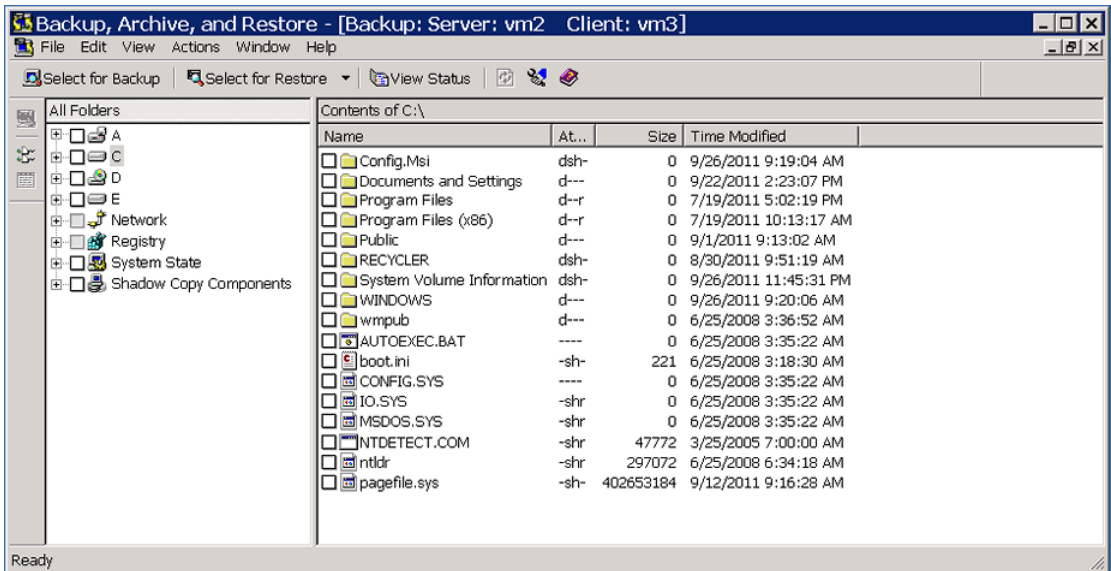 Backup, Archive, and Restore - [Backup: Server: vm2 Client: vm3]
File Edit View Actions Window Help
Select for Backup Select for Restore View Status
All Folders
A
C
D
E
Network
Registry
System State
Shadow Copy Components
Contents of C:\
Name At... Size Time Modified
Config.Msi dsh- 0 9/26/2011 9:19:04 AM
Documents and Settings d--- 0 9/22/2011 2:23:07 PM
Program Files d--r 0 7/19/2011 5:02:19 PM
Program Files (x86) d--r 0 7/19/2011 10:13:17 AM
Public d--- 0 9/1/2011 9:13:02 AM
RECYCLER dsh- 0 8/30/2011 9:51:19 AM
System Volume Information dsh- 0 9/26/2011 11:45:31 PM
WINDOWS d--- 0 9/26/2011 9:20:06 AM
wmpub d--- 0 6/25/2008 3:36:52 AM
AUTOEXEC.BAT ---- 0 6/25/2008 3:35:22 AM
boot.ini -sh- 221 6/25/2008 3:18:30 AM
CONFIG.SYS ---- 0 6/25/2008 3:35:22 AM
IO.SYS -shr 0 6/25/2008 3:35:22 AM
MSDOS.SYS -shr 0 6/25/2008 3:35:22 AM
NTDETECT.COM -shr 47772 3/25/2005 7:00:00 AM
ntldr -shr 297072 6/25/2008 6:34:18 AM
pagefile.sys -sh- 402653184 9/12/2011 9:16:28 AM
Ready